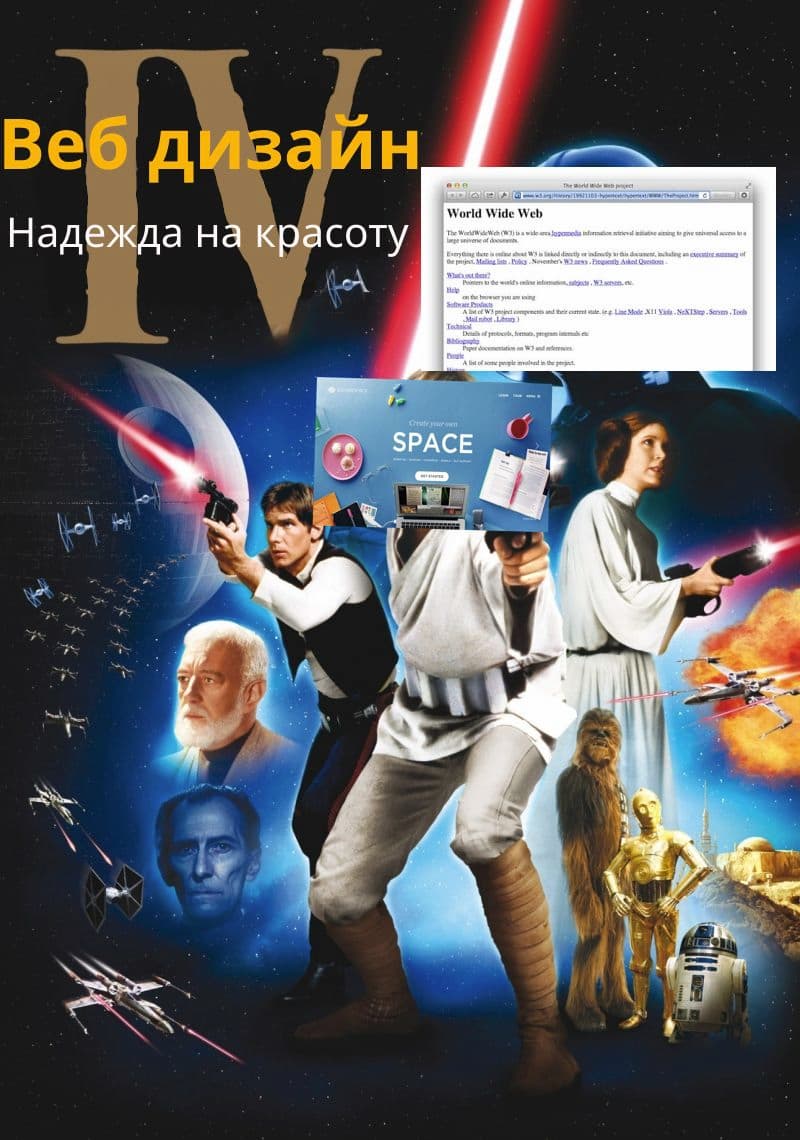 IV
Веб дизайн
Надежда на красоту
The World Wide Web project
World Wide Web
The WorldWideWeb (W3) is a wide-area hypermedia information retrieval initiative aiming to give universal access to a
large universe of documents.
Everything there is online about W3 is linked directly or indirectly to this document, including an executive summary of
the project, Mailing lists , Policy , November's W3 news , Frequently Asked Questions .
What's out there?
Pointers to the world's online information, subjects , W3 servers, etc.
Help
on the browser you are using
Software Products
A list of W3 project components and their current state. (e.g. Line Mode ,X11 Viola , NeXTStep , Servers , Tools
, Mail robot , Library )
Technical
Details of protocols, formats, program internals etc
Bibliography
Paper documentation on W3 and references.
People
A list of some people involved in the project.
Create your own
SPACE
GET STARTED